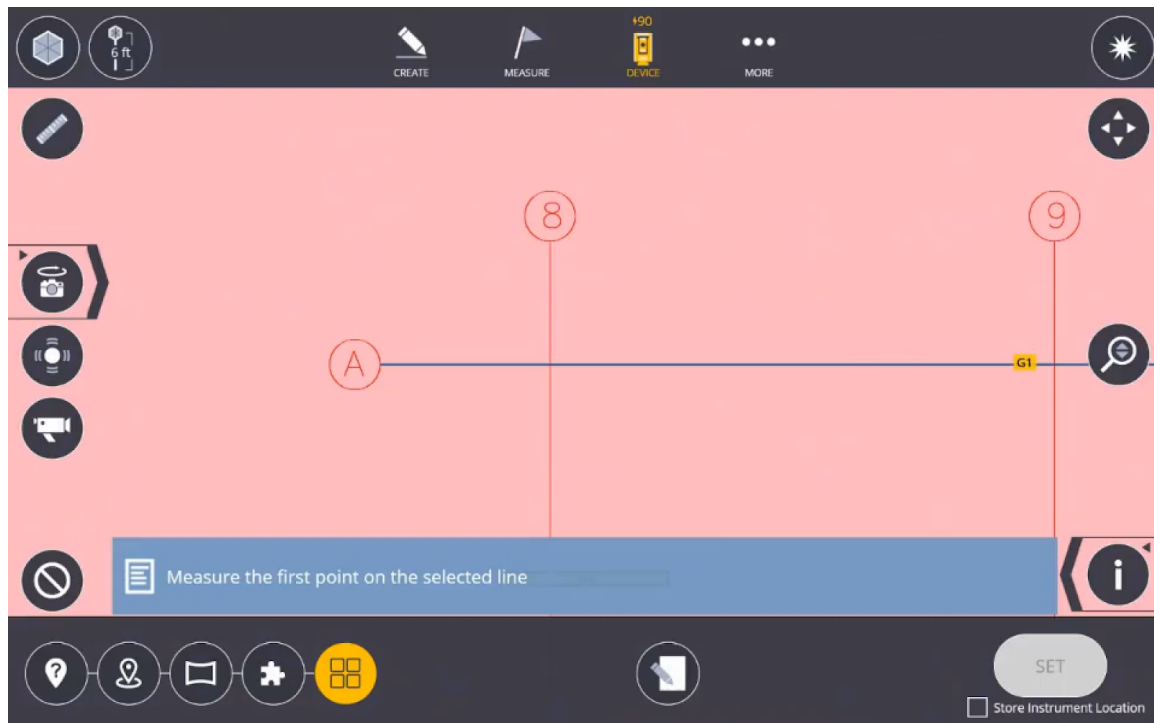 6 ft
CREATE
MEASURE
90
DEVICE
MORE
8
9
A
G1
Measure the first point on the selected line
i
?
SET
Store Instrument Location